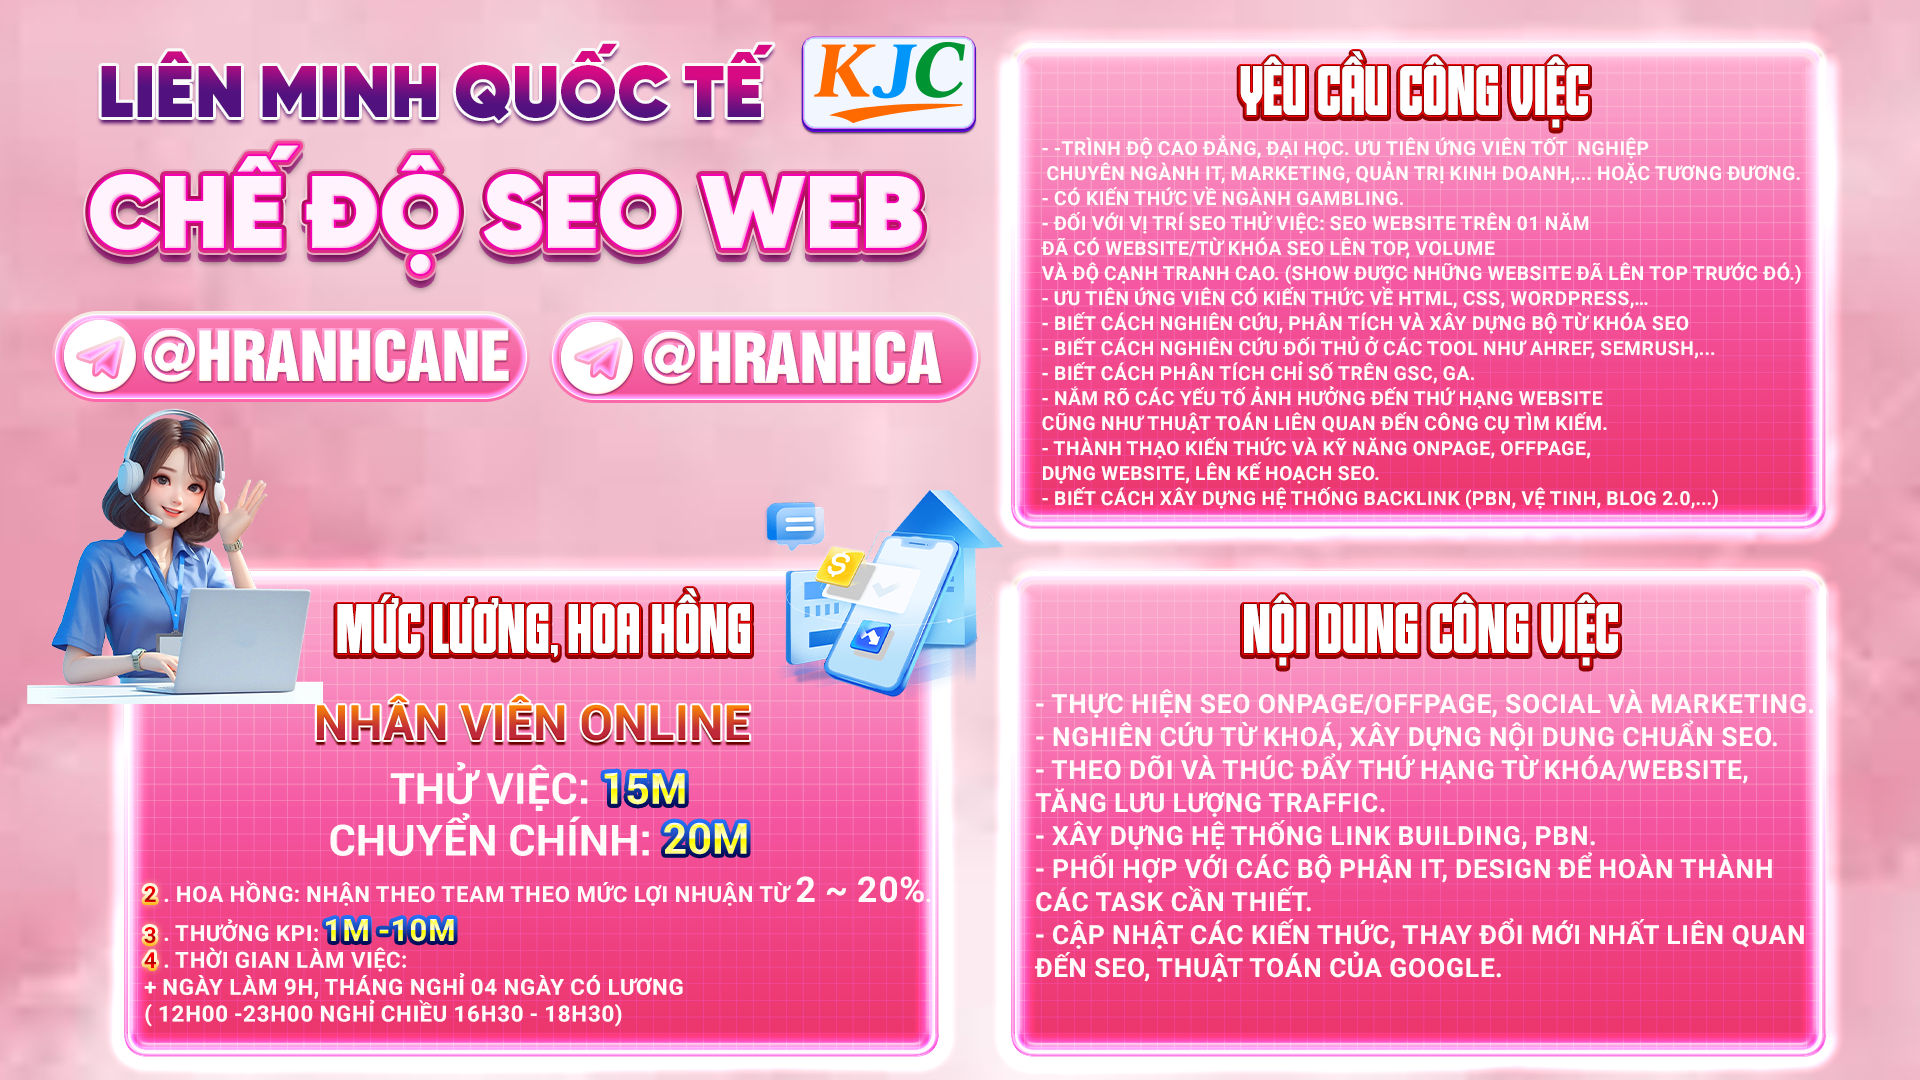 LIÊN MINH QUỐC TẾ
KJC
CHẾ ĐỘ SEO WEB
@HRANHCANE
@HRANHCA
MỨC LƯƠNG, HOA HỒNG
NHÂN VIÊN ONLINE
THỬ VIỆC: 15M
CHUYỂN CHÍNH: 20M
2 . HOA HỒNG: NHẬN THEO TEAM THEO MỨC LỢI NHUẬN TỪ 2 ~ 20%.
3 . THƯỞNG KPI: 1M -10M
4 . THỜI GIAN LÀM VIỆC:
+ NGÀY LÀM 9H, THÁNG NGHỈ 04 NGÀY CÓ LƯƠNG
( 12H00 -23H00 NGHỈ CHIỀU 16H30 - 18H30)
YÊU CẦU CÔNG VIỆC
- -TRÌNH ĐỘ CAO ĐẲNG, ĐẠI HỌC. ƯU TIÊN ỨNG VIÊN TỐT NGHIỆP
CHUYÊN NGÀNH IT, MARKETING, QUẢN TRỊ KINH DOANH,... HOẶC TƯƠNG ĐƯƠNG.
- CÓ KIẾN THỨC VỀ NGÀNH GAMBLING.
- ĐỐI VỚI VỊ TRÍ SEO THỬ VIỆC: SEO WEBSITE TRÊN 01 NĂM
ĐÃ CÓ WEBSITE/TỪ KHÓA SEO LÊN TOP, VOLUME
VÀ ĐỘ CẠNH TRANH CAO. (SHOW ĐƯỢC NHỮNG WEBSITE ĐÃ LÊN TOP TRƯỚC ĐÓ.)
- ƯU TIÊN ỨNG VIÊN CÓ KIẾN THỨC VỀ HTML, CSS, WORDPRESS,...
- BIẾT CÁCH NGHIÊN CỨU, PHÂN TÍCH VÀ XÂY DỰNG BỘ TỪ KHÓA SEO
- BIẾT CÁCH NGHIÊN CỨU ĐỐI THỦ Ở CÁC TOOL NHƯ AHREF, SEMRUSH,...
- BIẾT CÁCH PHÂN TÍCH CHỈ SỐ TRÊN GSC, GA.
- NẮM RÕ CÁC YẾU TỐ ẢNH HƯỞNG ĐẾN THỨ HẠNG WEBSITE
CŨNG NHƯ THUẬT TOÁN LIÊN QUAN ĐẾN CÔNG CỤ TÌM KIẾM.
- THÀNH THẠO KIẾN THỨC VÀ KỸ NĂNG ONPAGE, OFFPAGE,
DỰNG WEBSITE, LÊN KẾ HOẠCH SEO.
- BIẾT CÁCH XÂY DỰNG HỆ THỐNG BACKLINK (PBN, VỆ TINH, BLOG 2.0,...)
NỘI DUNG CÔNG VIỆC
- THỰC HIỆN SEO ONPAGE/OFFPAGE, SOCIAL VÀ MARKETING.
- NGHIÊN CỨU TỪ KHOÁ, XÂY DỰNG NỘI DUNG CHUẨN SEO.
- THEO DÕI VÀ THÚC ĐẨY THỨ HẠNG TỪ KHÓA/WEBSITE,
TĂNG LƯU LƯỢNG TRAFFIC.
- XÂY DỰNG HỆ THỐNG LINK BUILDING, PBN.
- PHỐI HỢP VỚI CÁC BỘ PHẬN IT, DESIGN ĐỂ HOÀN THÀNH
CÁC TASK CẦN THIẾT.
- CẬP NHẬT CÁC KIẾN THỨC, THAY ĐỔI MỚI NHẤT LIÊN QUAN
ĐẾN SEO, THUẬT TOÁN CỦA GOOGLE.